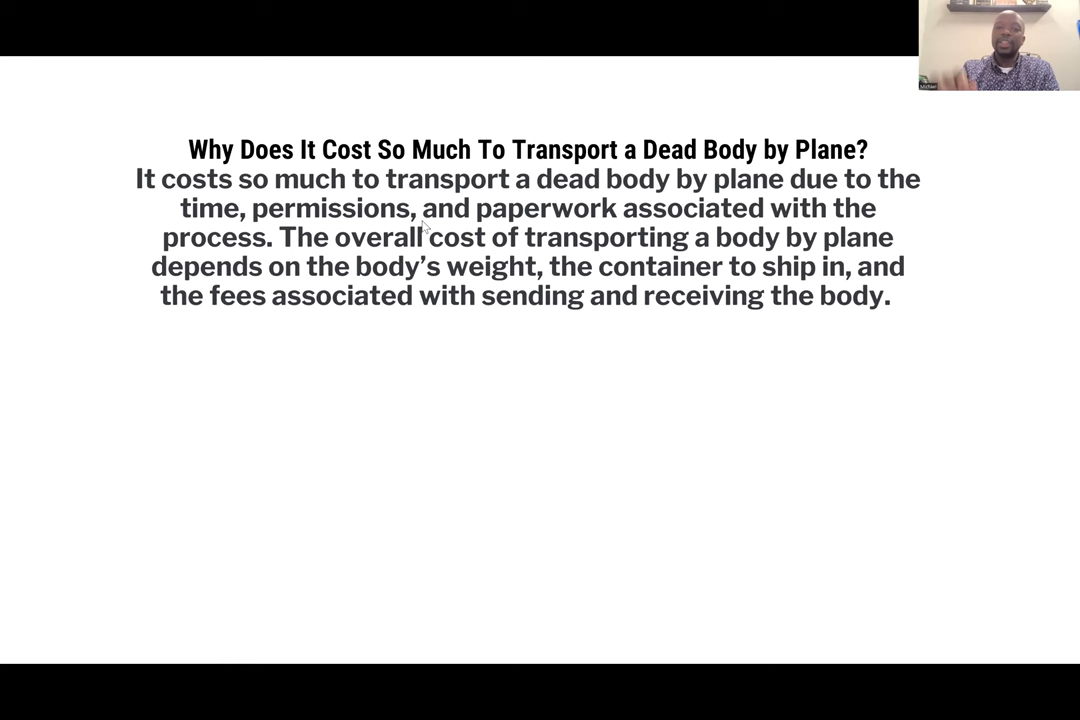 Why Does It Cost So Much To Transport a Dead Body by Plane?
It costs so much to transport a dead body by plane due to the
time, permissions, and paperwork associated with the
process. The overall cost of transporting a body by plane
depends on the body’s weight, the container to ship in, and
the fees associated with sending and receiving the body.
Michael